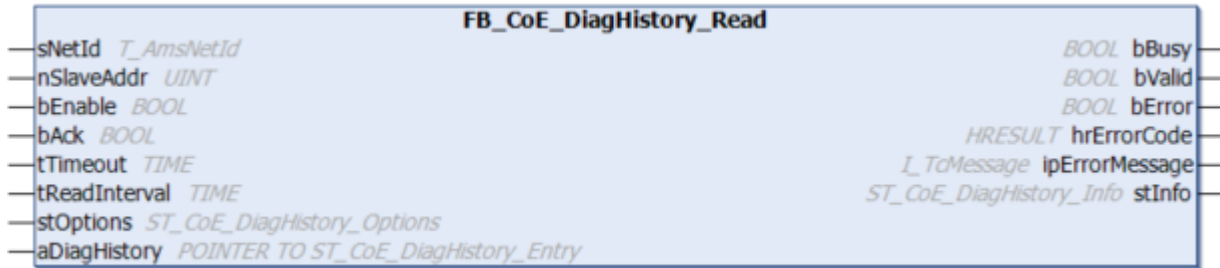 FB_CoE_DiagHistory_Read
sNetId T_AmsNetId BOOL bBusy
nSlaveAddr UINT BOOL bValid
bEnable BOOL BOOL bError
bAck BOOL HRESULT hrErrorCode
tTimeout TIME I_TcMessage ipErrorMessage
tReadInterval TIME ST_CoE_DiagHistory_Info stInfo
stOptions ST_CoE_DiagHistory_Options
aDiagHistory POINTER TO ST_CoE_DiagHistory_Entry